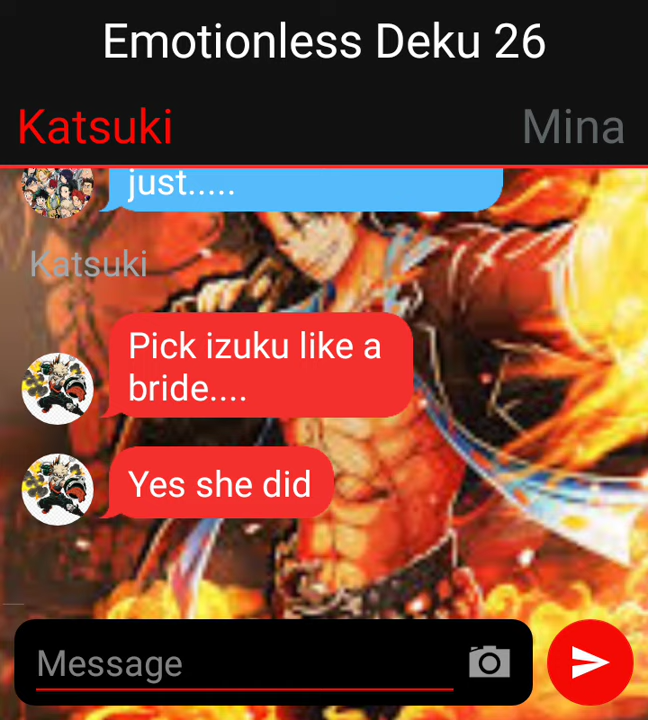 Emotionless Deku 26
Katsuki Mina
just.....
Katsuki
Pick izuku like a
bride....
Yes she did
Message